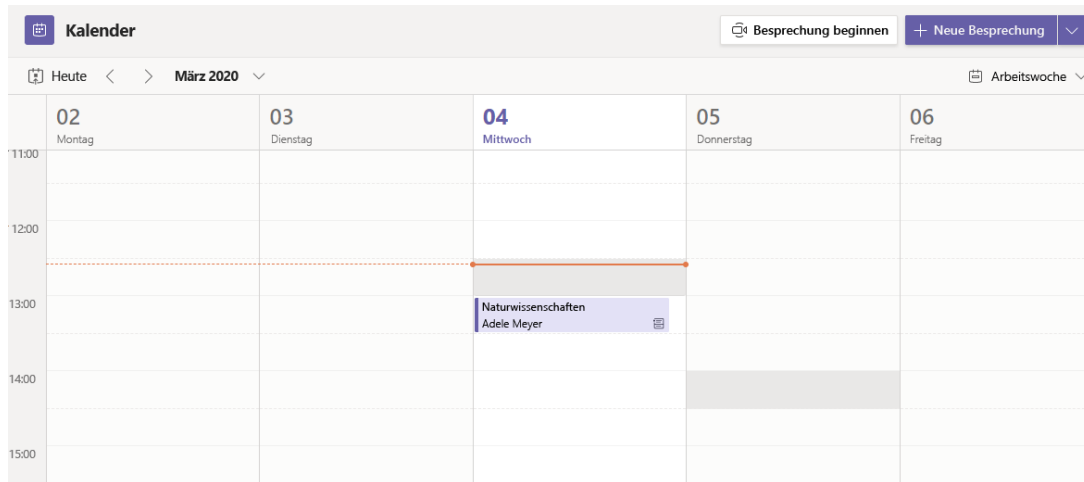 Kalender
Besprechung beginnen
+ Neue Besprechung
Heute
März 2020
Arbeitswoche
02
Montag
03
Dienstag
04
Mittwoch
05
Donnerstag
06
Freitag
11:00
12:00
13:00
Naturwissenschaften
Adele Meyer
14:00
15:00